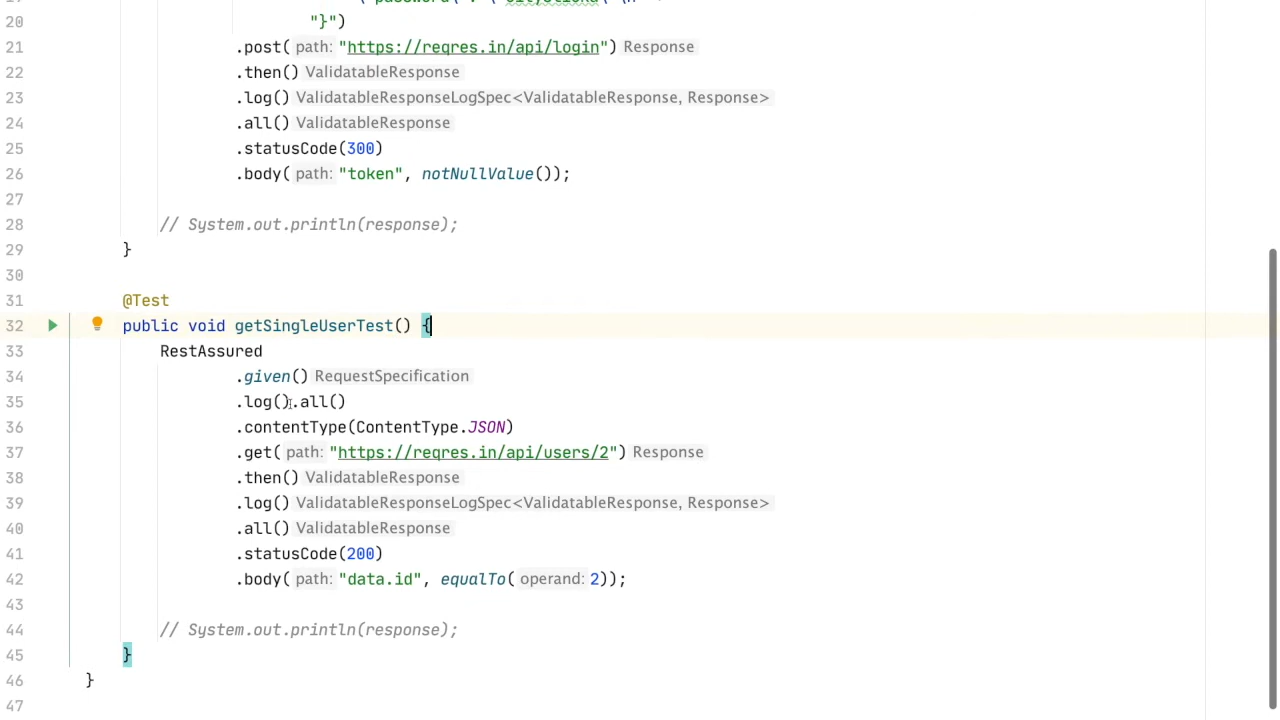 20 "}")
21 .post( path: "https://reqres.in/api/login") Response
22 .then() ValidatableResponse
23 .log() ValidatableResponseLogSpec<ValidatableResponse, Response>
24 .all() ValidatableResponse
25 .statusCode(300)
26 .body( path: "token", notNullValue());
27
28 // System.out.println(response);
29 }
30
31 @Test
32 public void getSingleUserTest() {
33 RestAssured
34 .given() RequestSpecification
35 .log().all()
36 .contentType(ContentType.JSON)
37 .get( path: "https://reqres.in/api/users/2") Response
38 .then() ValidatableResponse
39 .log() ValidatableResponseLogSpec<ValidatableResponse, Response>
40 .all() ValidatableResponse
41 .statusCode(200)
42 .body( path: "data.id", equalTo( operand: 2));
43
44 // System.out.println(response);
45 }
46 }
47